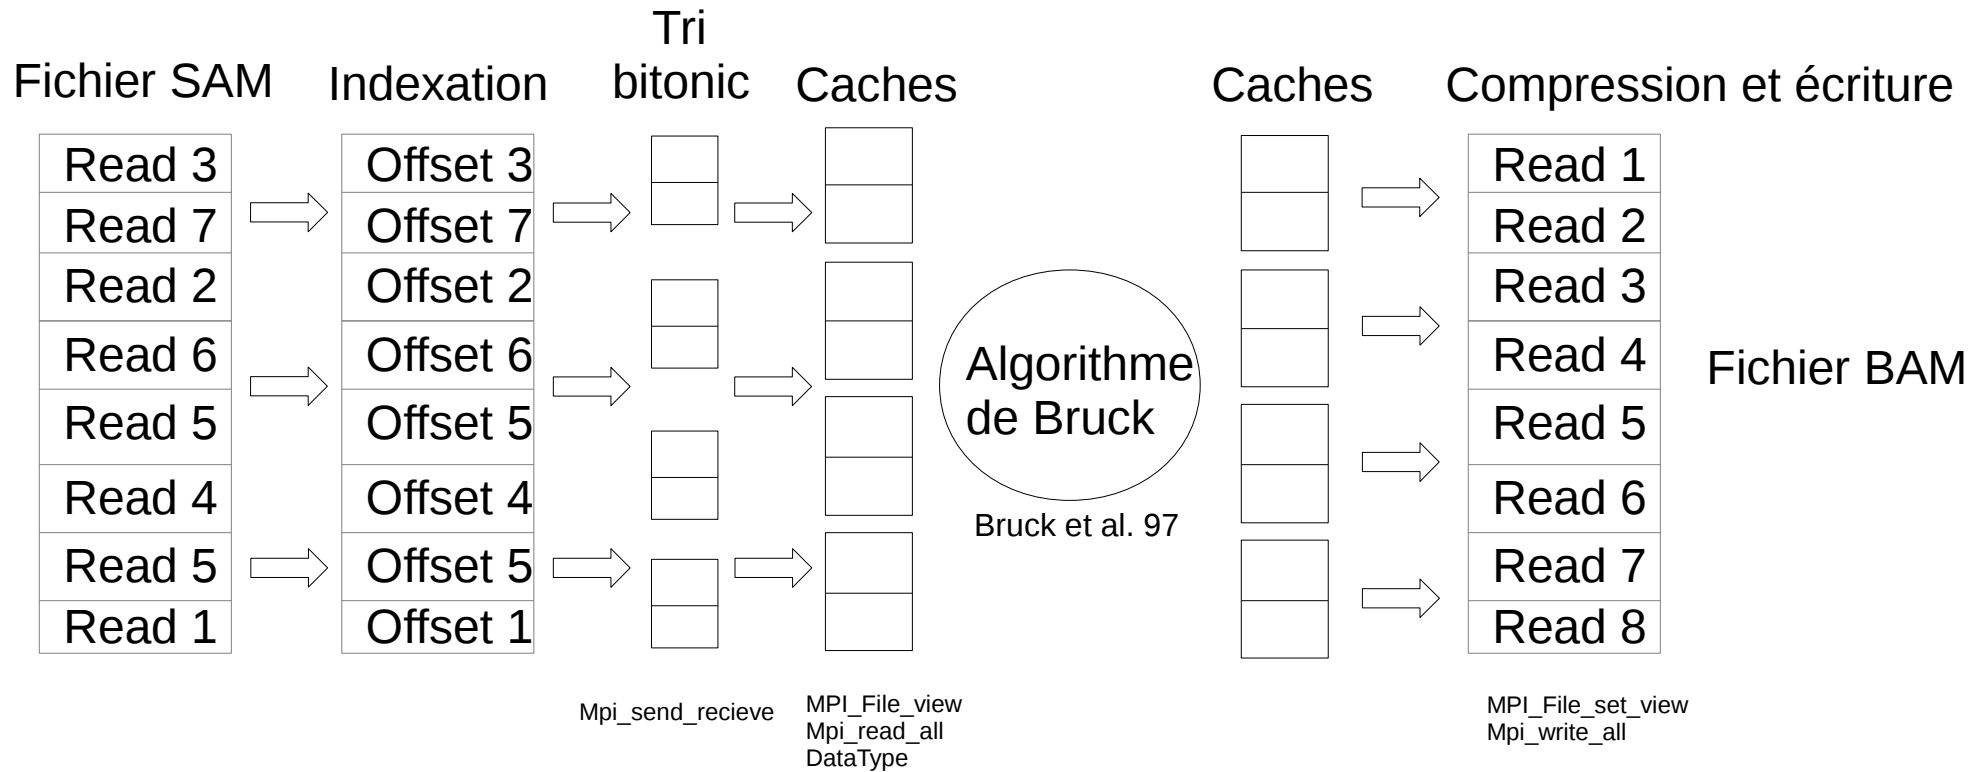 Fichier SAM
Indexation
Tri
bitonic
Caches
Caches
Compression et écriture
Read 3
Read 7
Read 2
Read 6
Read 5
Read 4
Read 5
Read 1
Offset 3
Offset 7
Offset 2
Offset 6
Offset 5
Offset 4
Offset 5
Offset 1
Algorithme
de Bruck
Bruck et al. 97
Read 1
Read 2
Read 3
Read 4
Read 5
Read 6
Read 7
Read 8
Fichier BAM
Mpi_send_recieve
MPI_File_view
Mpi_read_all
DataType
MPI_File_set_view
Mpi_write_all